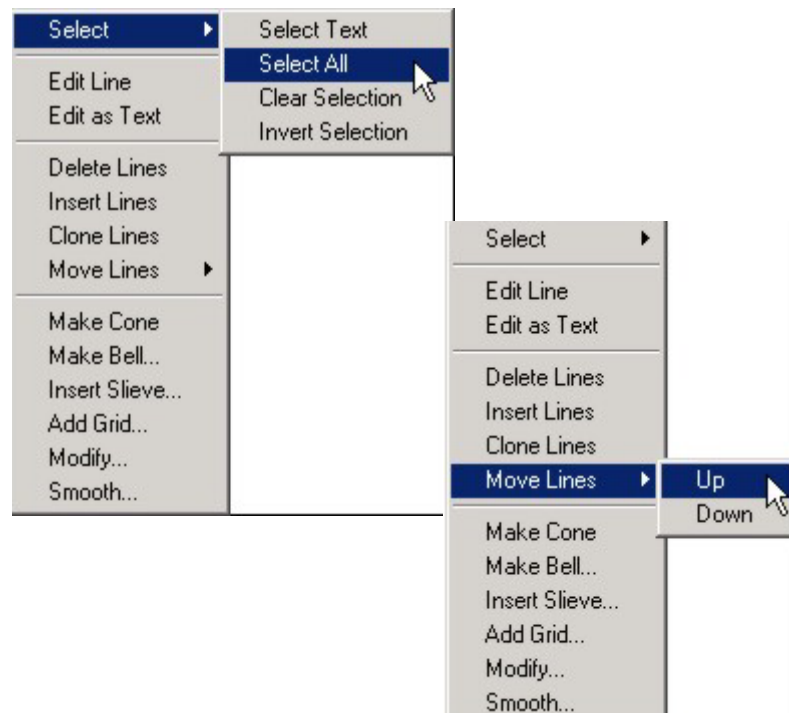 Select
Select Text
Select All
Clear Selection
Invert Selection
Edit Line
Edit as Text
Delete Lines
Insert Lines
Clone Lines
Move Lines
Make Cone
Make Bell...
Insert Slieve...
Add Grid...
Modify...
Smooth...
Select
Edit Line
Edit as Text
Delete Lines
Insert Lines
Clone Lines
Move Lines
Up
Down
Make Cone
Make Bell...
Insert Slieve...
Add Grid...
Modify...
Smooth...